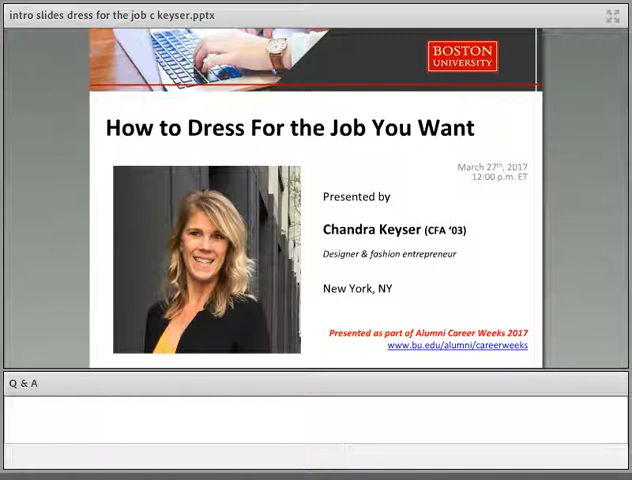 intro slides dress for the job c keyser.pptx
BOSTON
UNIVERSITY
How to Dress For the Job You Want
March 27th, 2017
12:00 p.m. ET
Presented by
Chandra Keyser (CFA ‘03)
Designer & fashion entrepreneur
New York, NY
Presented as part of Alumni Career Weeks 2017
www.bu.edu/alumni/careerweeks
Q & A